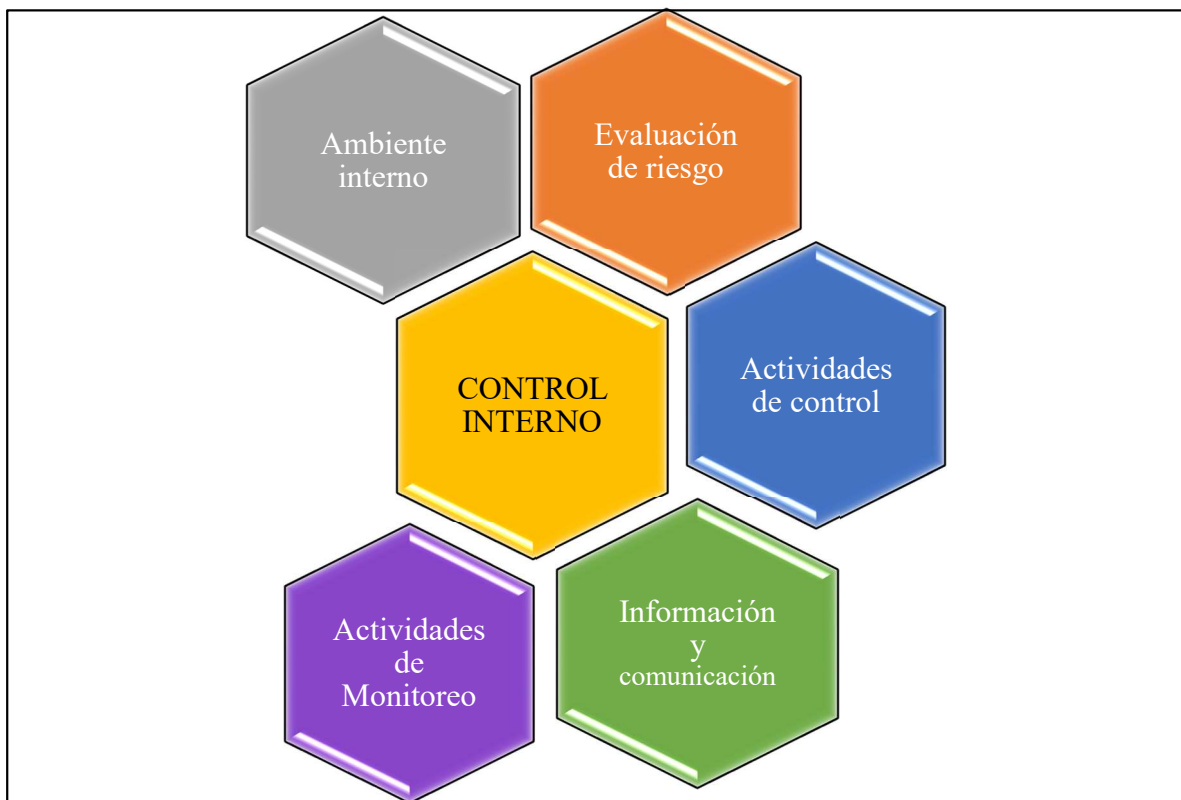 Ambiente
interno
Evaluación
de riesgo
CONTROL
INTERNO
Actividades
de control
Actividades
de
Monitoreo
Información
y
comunicación